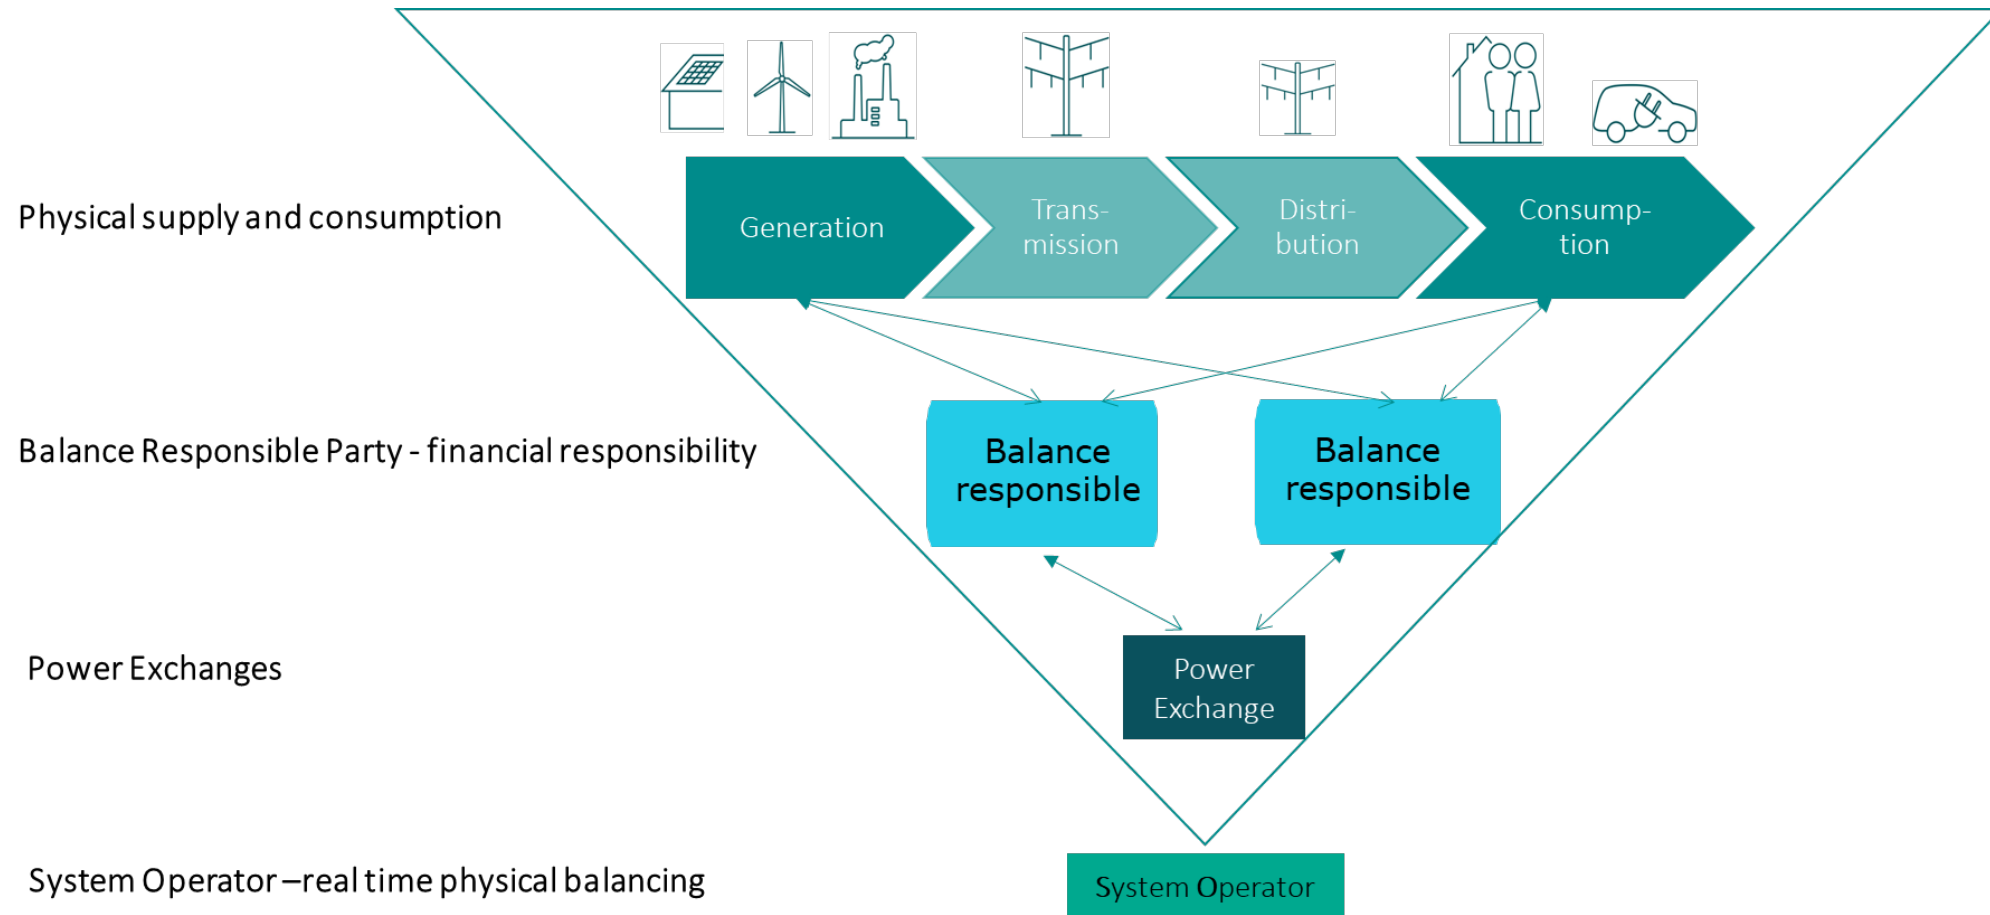 Physical supply and consumption
Generation
Trans-
mission
Distri-
bution
Consump-
tion
Balance Responsible Party - financial responsibility
Balance
responsible
Balance
responsible
Power Exchanges
Power
Exchange
System Operator –real time physical balancing
System Operator